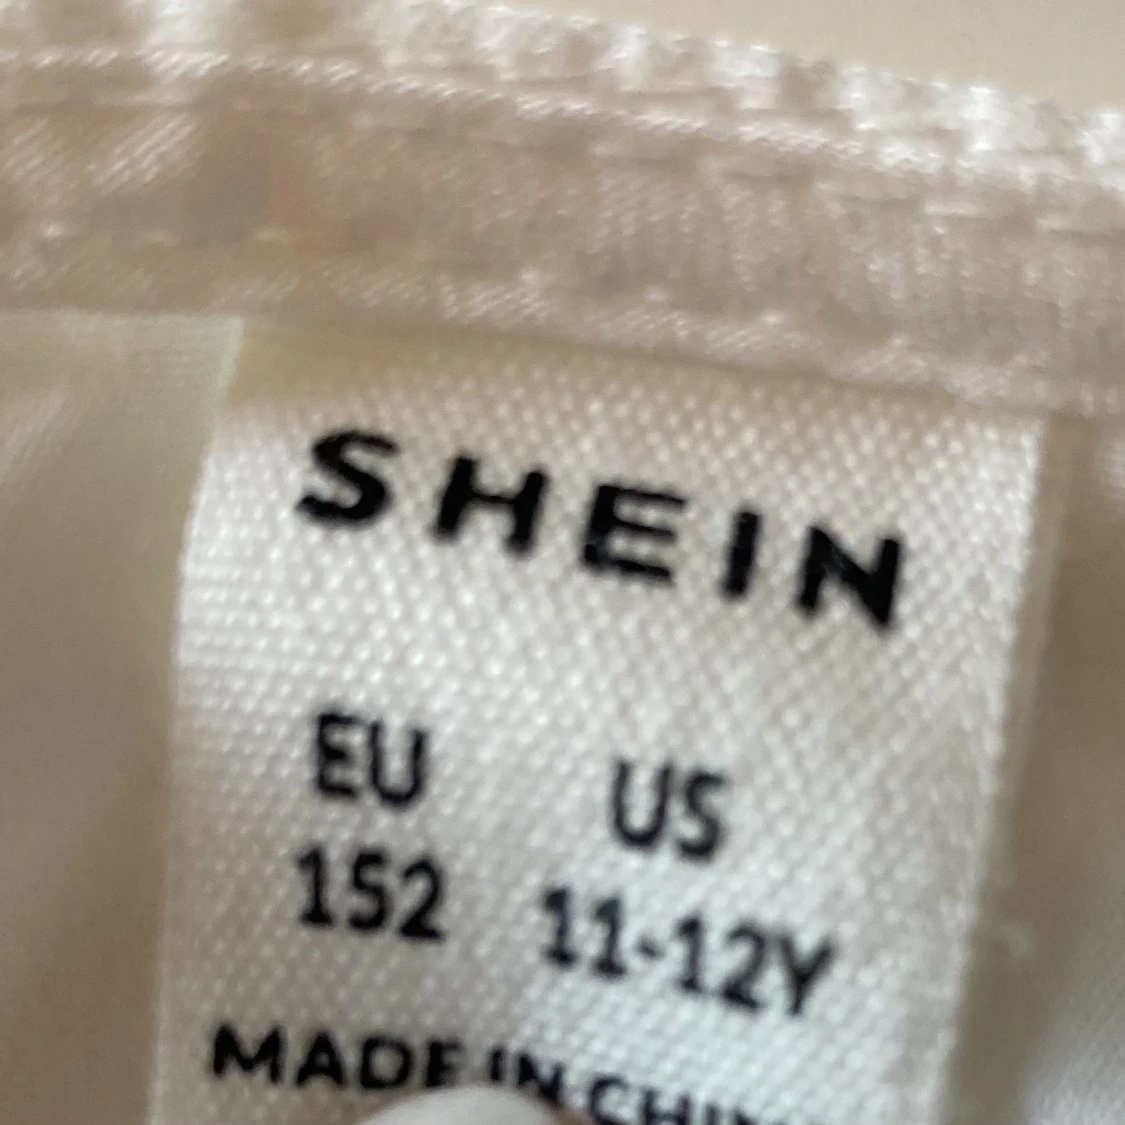 SHEIN
EU US
152 11-12Y
MADE IN